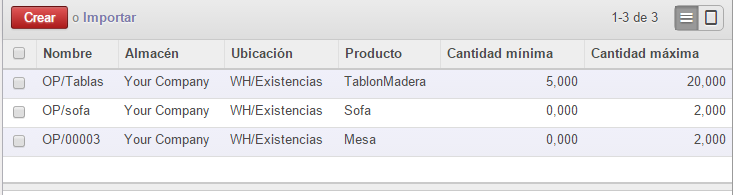 Crear o Importar 1-3 de 3
Nombre Almacén Ubicación Producto Cantidad mínima Cantidad máxima
OP/Tablas Your Company WH/Existencias TablonMadera 5,000 20,000
OP/sofa Your Company WH/Existencias Sofa 0,000 2,000
OP/00003 Your Company WH/Existencias Mesa 0,000 2,000